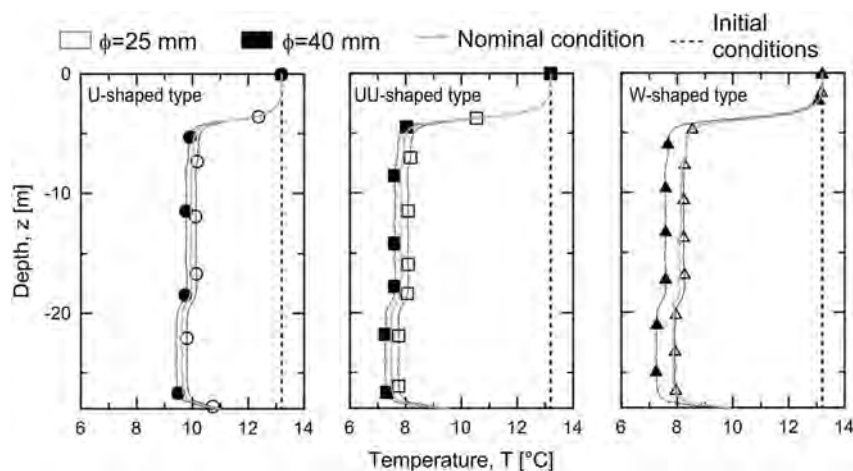 ϕ=25 mm ϕ=40 mm Nominal condition Initial conditions
U-shaped type UU-shaped type W-shaped type
Depth, z [m]
0
-10
-20
6 8 10 12 14 6 8 10 12 14 6 8 10 12 14
Temperature, T [°C]